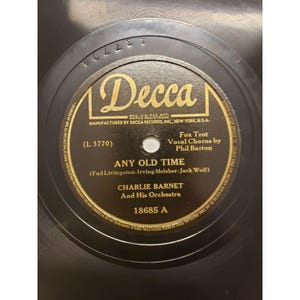 Decca
MANUFACTURED BY DECCA RECORDS, INC., NEW YORK, U.S.A.
Fox Trot
(L 3770)
Vocal Chorus by
Phil Barton
ANY OLD TIME
(Fud Livingston-Irving Melsher-Jack Wolf)
CHARLIE BARNET
And His Orchestra
18685 A